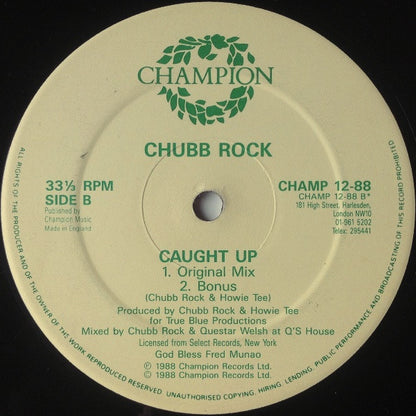 CHAMPION
CHUBB ROCK
33⅓ RPM
SIDE B
Published by
Champion Music
Made in England
CHAMP 12-88
CHAMP 12-88 B*
181 High Street, Harlesden,
London NW10
01-961 5202
Telex: 295441
CAUGHT UP
1. Original Mix
2. Bonus
(Chubb Rock & Howie Tee)
Produced by Chubb Rock & Howie Tee
for True Blue Productions
Mixed by Chubb Rock & Questar Welsh at Q'S House
Licensed from Select Records, New York
God Bless Fred Munao
℗ 1988 Champion Records Ltd.
© 1988 Champion Records Ltd.
ALL RIGHTS OF THE PRODUCER AND OF THE OWNER OF THE WORK REPRODUCED RESERVED. UNAUTHORISED COPYING, HIRING, LENDING, PUBLIC PERFORMANCE AND BROADCASTING OF THIS RECORD PROHIBITED